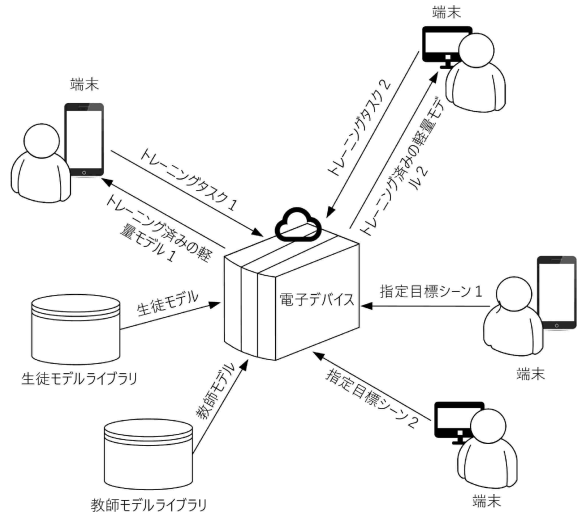 端末
端末
トレーニングタスク 2
トレーニング済みの軽量モデ
ル 2
トレーニングタスク 1
トレーニング済みの軽
量モデル 1
電子デバイス
指定目標シーン 1
端末
生徒モデル
生徒モデルライブラリ
教師モデル
指定目標シーン 2
端末
教師モデルライブラリ